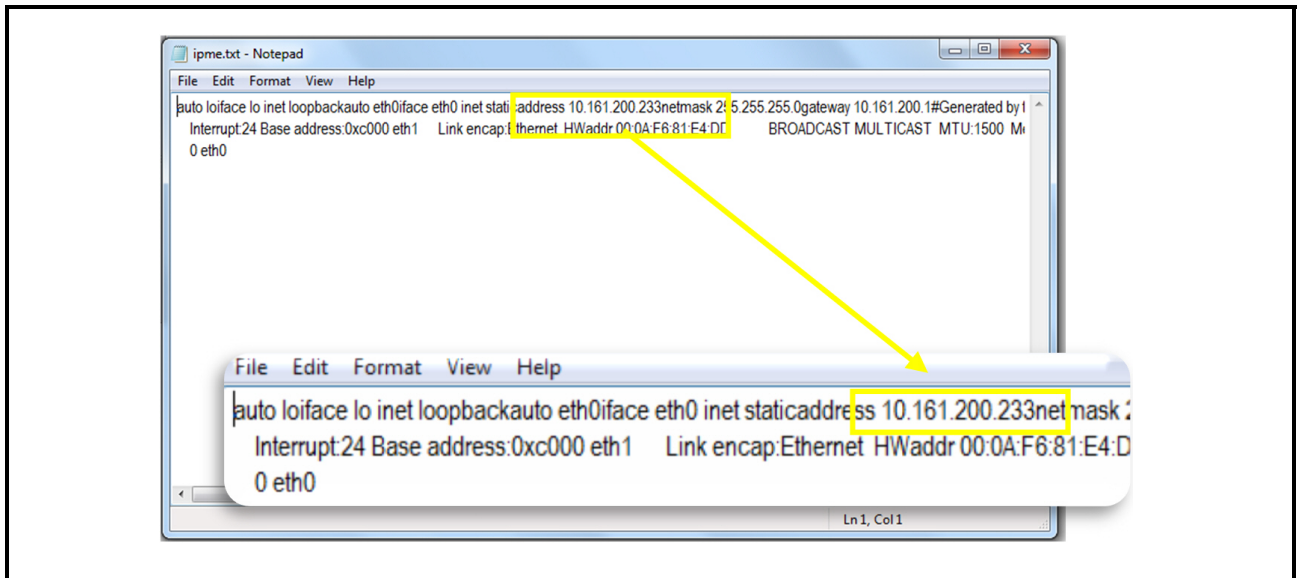 ipme.txt - Notepad
File Edit Format View Help
auto loiface lo inet loopbackauto eth0iface eth0 inet staticaddress 10.161.200.233netmask 255.255.255.0gateway 10.161.200.1#Generated by
Interrupt:24 Base address:0xc000 eth1 Link encap:Ethernet HWaddr 00:0A:F6:81:E4:DD BROADCAST MULTICAST MTU:1500
0 eth0
File Edit Format View Help
auto loiface lo inet loopbackauto eth0iface eth0 inet staticaddress 10.161.200.233netmask 2
Interrupt:24 Base address:0xc000 eth1 Link encap:Ethernet HWaddr 00:0A:F6:81:E4:D
0 eth0
Ln 1, Col 1